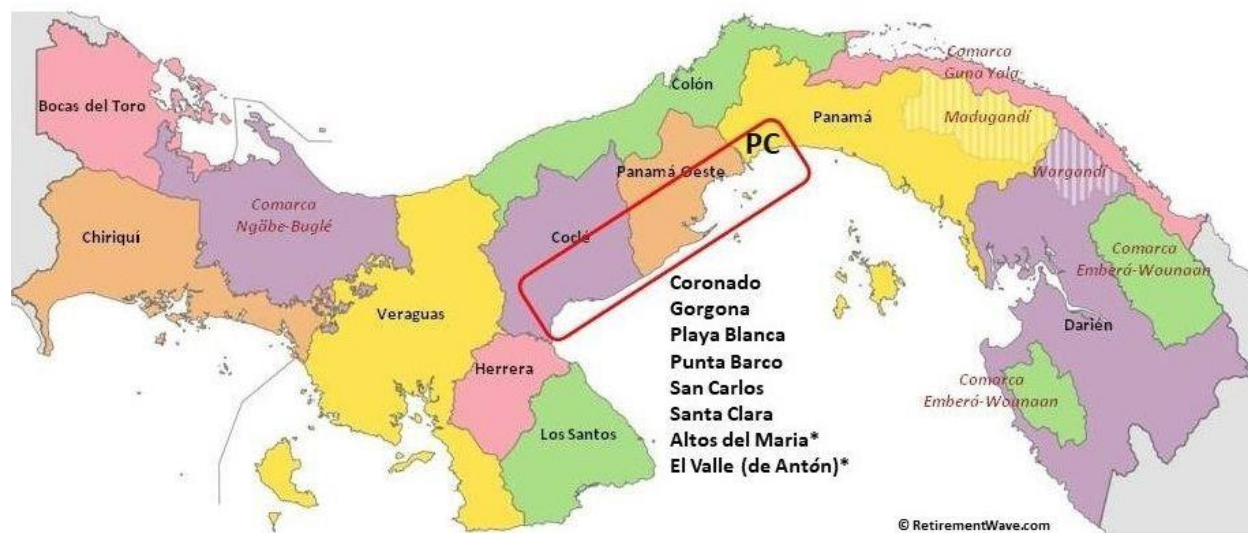 Bocas del Toro
Chiriquí
Comarca
Ngäbe-Buglé
Veraguas
Herrera
Los Santos
Coclé
Colón
Panamá Oeste
PC
Panamá
Comarca
Guna Yala
Madugandí
Wargandí
Comarca
Emberá-Wounaan
Darién
Comarca
Emberá-Wounaan
Coronado
Gorgona
Playa Blanca
Punta Barco
San Carlos
Santa Clara
Altos del Maria*
El Valle (de Antón)*
© RetirementWave.com